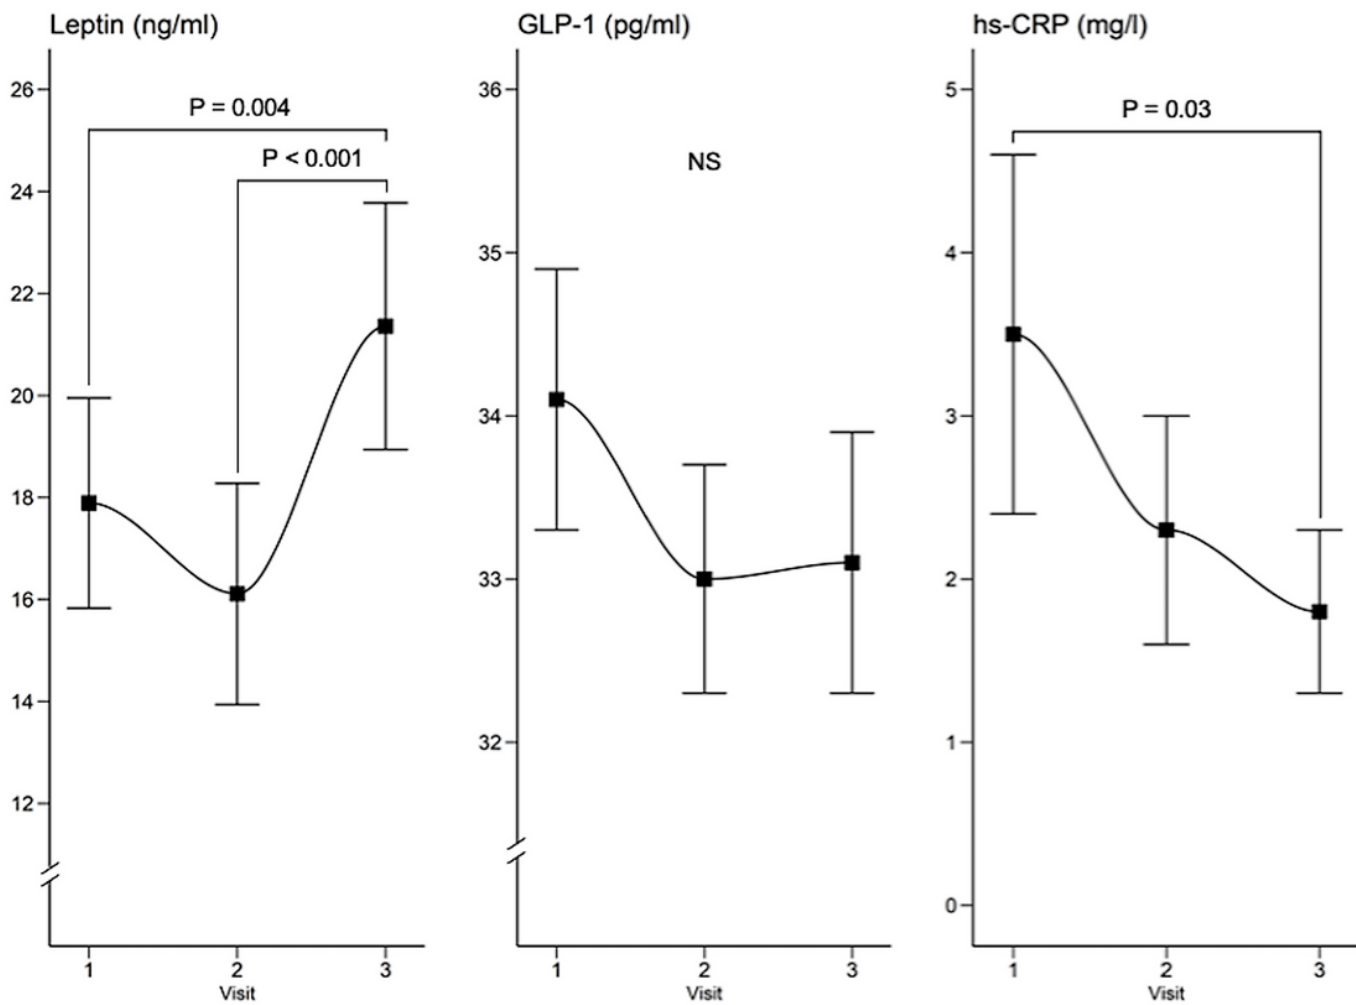 Leptin (ng/ml)
26
24
22
20
18
16
14
12
P = 0.004
P < 0.001
1
2
3
Visit
GLP-1 (pg/ml)
36
35
34
33
32
NS
1
2
3
Visit
hs-CRP (mg/l)
5
4
3
2
1
0
P = 0.03
1
2
3
Visit